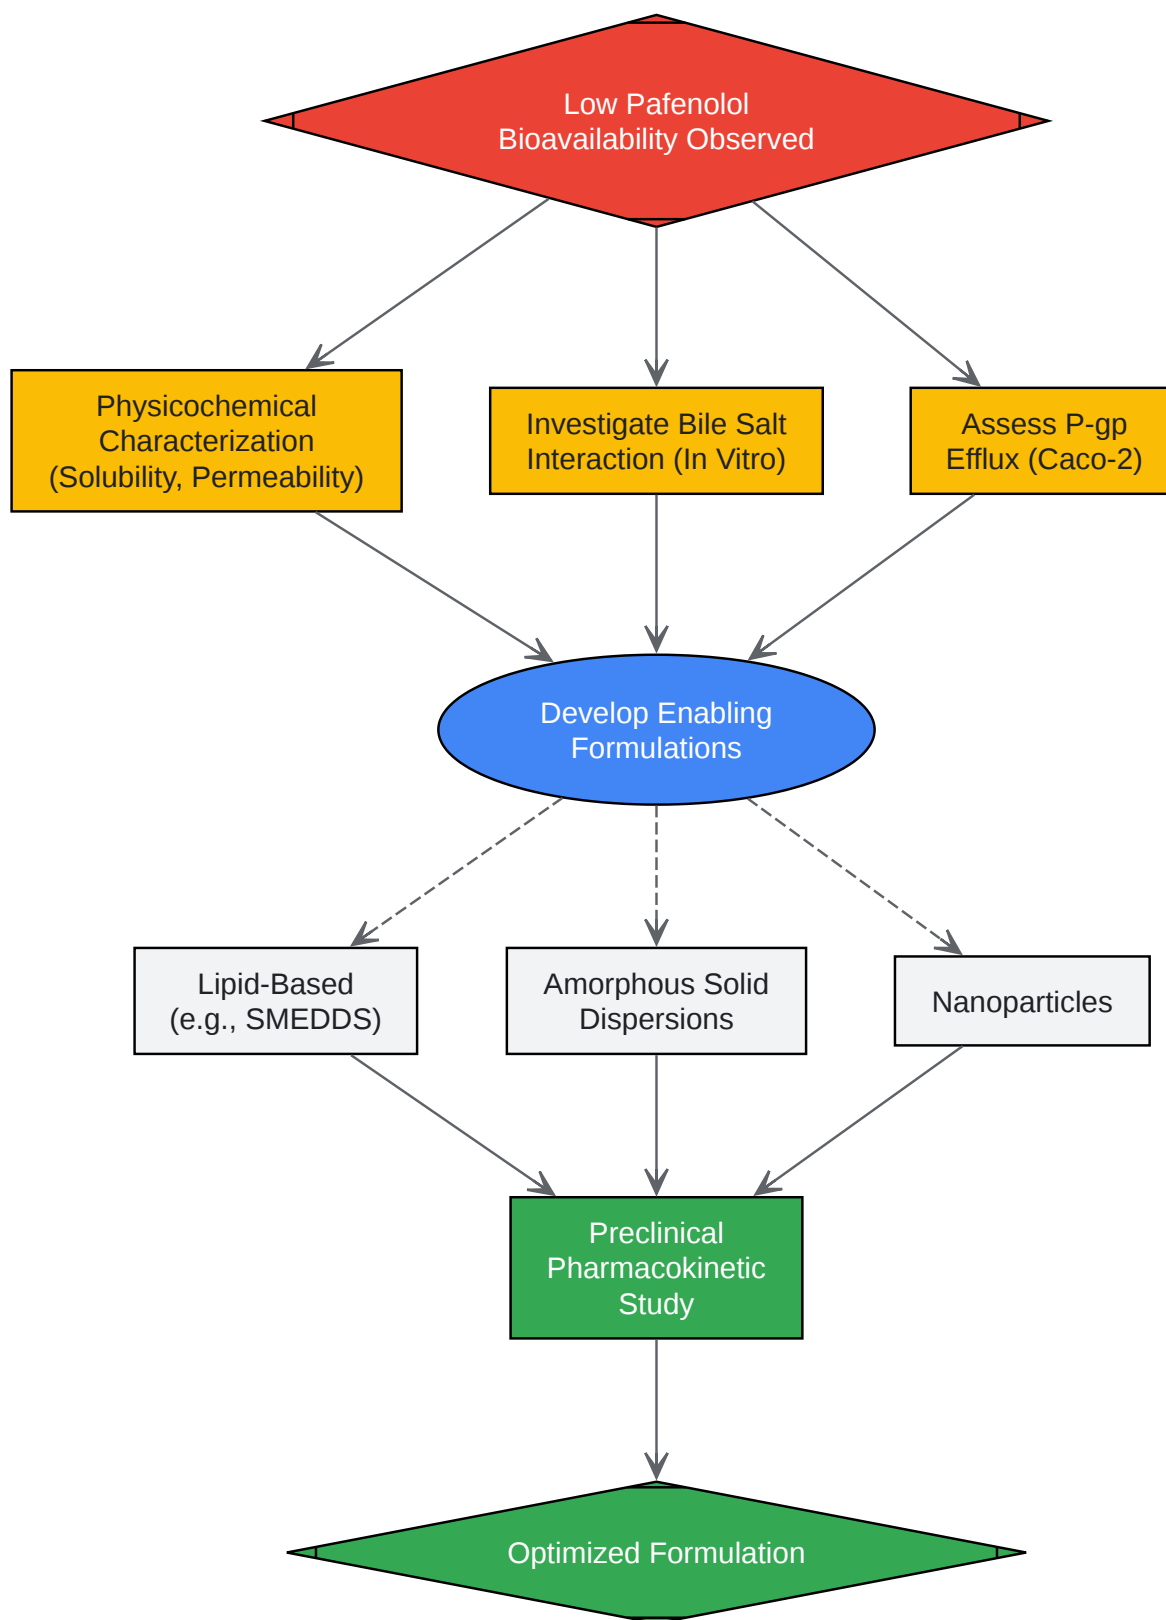 Low Pafenolol
Bioavailability Observed
Physicochemical
Characterization
(Solubility, Permeability)
Investigate Bile Salt
Interaction (In Vitro)
Assess P-gp
Efflux (Caco-2)
Develop Enabling
Formulations
Lipid-Based
(e.g., SMEDDS)
Amorphous Solid
Dispersions
Nanoparticles
Preclinical
Pharmacokinetic
Study
Optimized Formulation